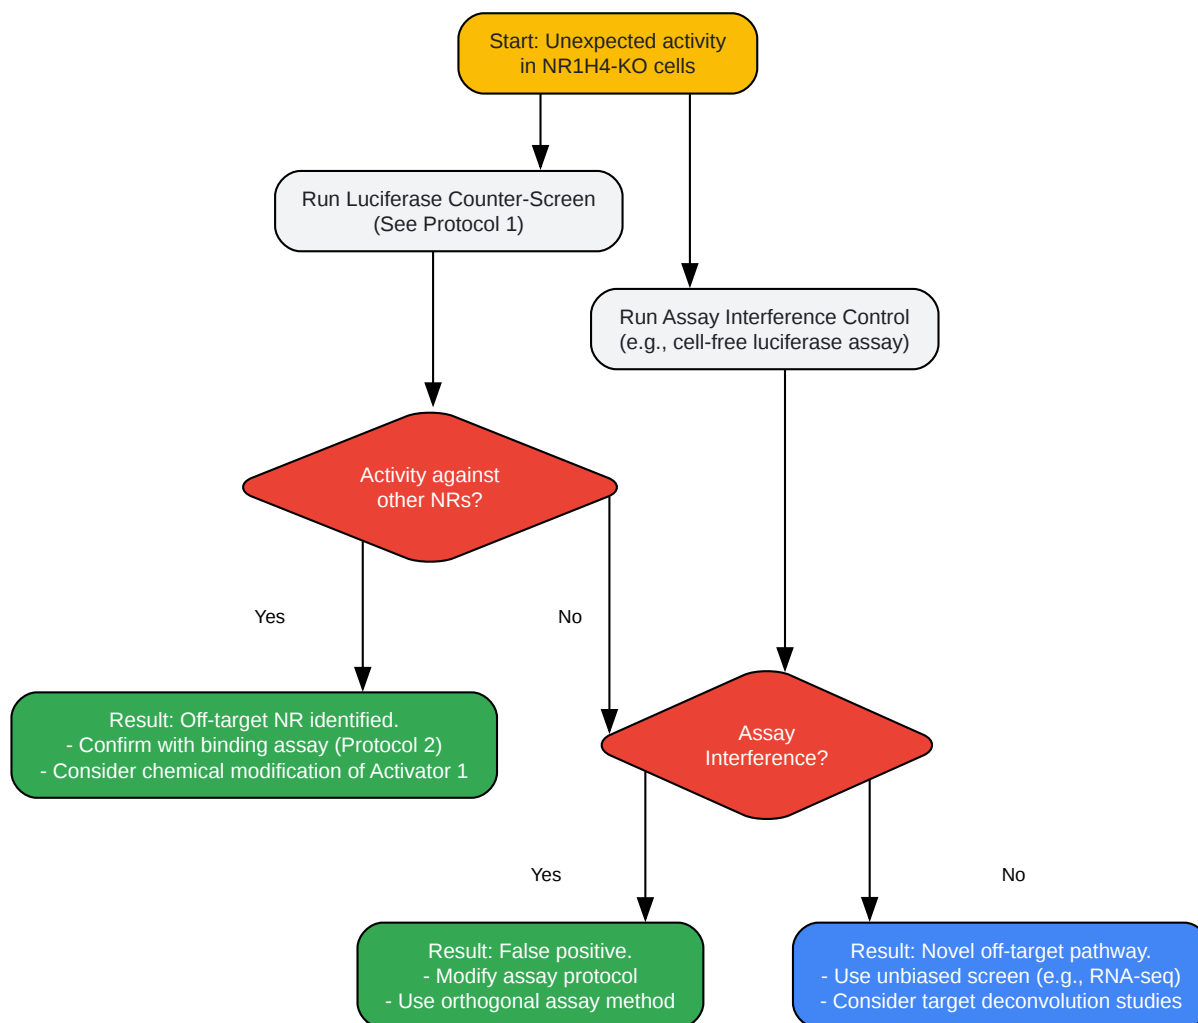 Start: Unexpected activity
in NR1H4-KO cells
Run Luciferase Counter-Screen
(See Protocol 1)
Run Assay Interference Control
(e.g., cell-free luciferase assay)
Activity against
other NRs?
Yes
No
Result: Off-target NR identified.
- Confirm with binding assay (Protocol 2)
- Consider chemical modification of Activator 1
Assay
Interference?
Yes
No
Result: False positive.
- Modify assay protocol
- Use orthogonal assay method
Result: Novel off-target pathway.
- Use unbiased screen (e.g., RNA-seq)
- Consider target deconvolution studies